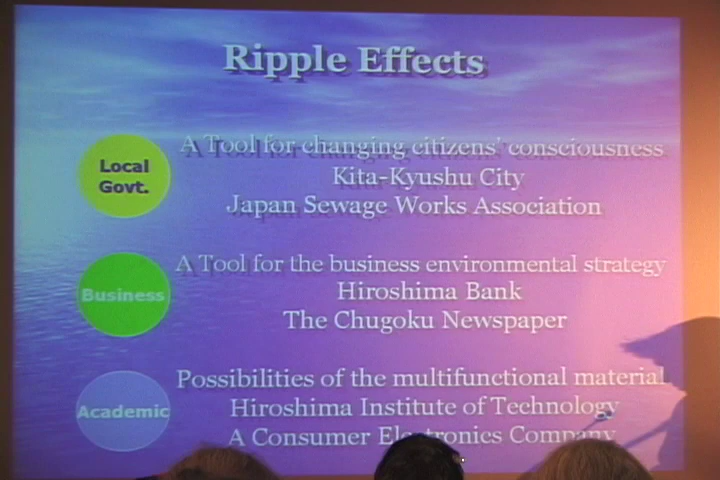 Ripple Effects
Local
Govt.
A Tool for changing citizens' consciousness
Kita-Kyushu City
Japan Sewage Works Association
Business
A Tool for the business environmental strategy
Hiroshima Bank
The Chugoku Newspaper
Academic
Possibilities of the multifunctional material
Hiroshima Institute of Technology
A Consumer Electronics Company